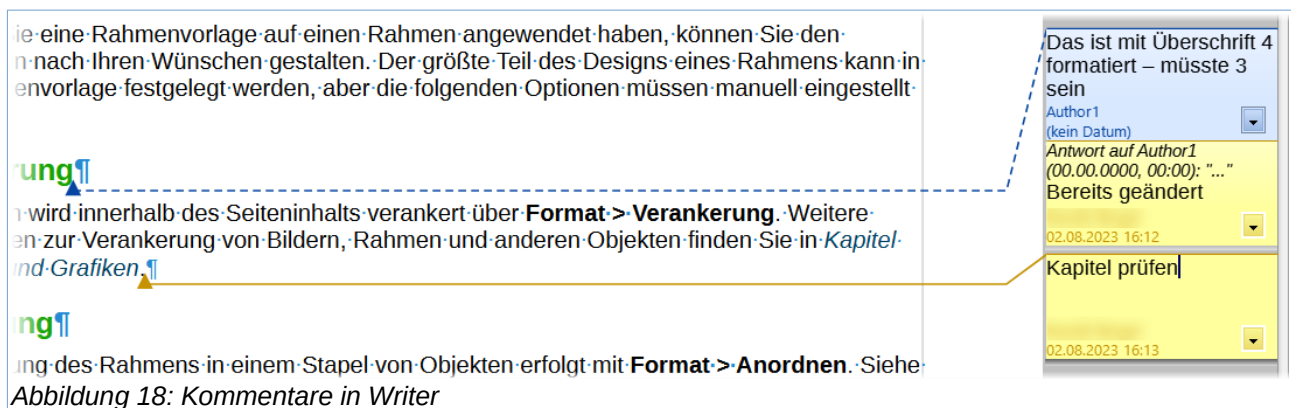 ie eine Rahmenvorlage auf einen Rahmen angewendet haben, können Sie den
n nach Ihren Wünschen gestalten. Der größte Teil des Designs eines Rahmens kann in
envorlage festgelegt werden, aber die folgenden Optionen müssen manuell eingestellt
rung¶
n wird innerhalb des Seiteninhalts verankert über Format > Verankerung. Weitere
en zur Verankerung von Bildern, Rahmen und anderen Objekten finden Sie in Kapitel
nd Grafiken.¶
ng¶
ung des Rahmens in einem Stapel von Objekten erfolgt mit Format > Anordnen. Siehe
Das ist mit Überschrift 4
formatiert – müsste 3
sein
Author1
(kein Datum)
Antwort auf Author1
(00.00.0000, 00:00): "..."
Bereits geändert
02.08.2023 16:12
Kapitel prüfen
02.08.2023 16:13
Abbildung 18: Kommentare in Writer